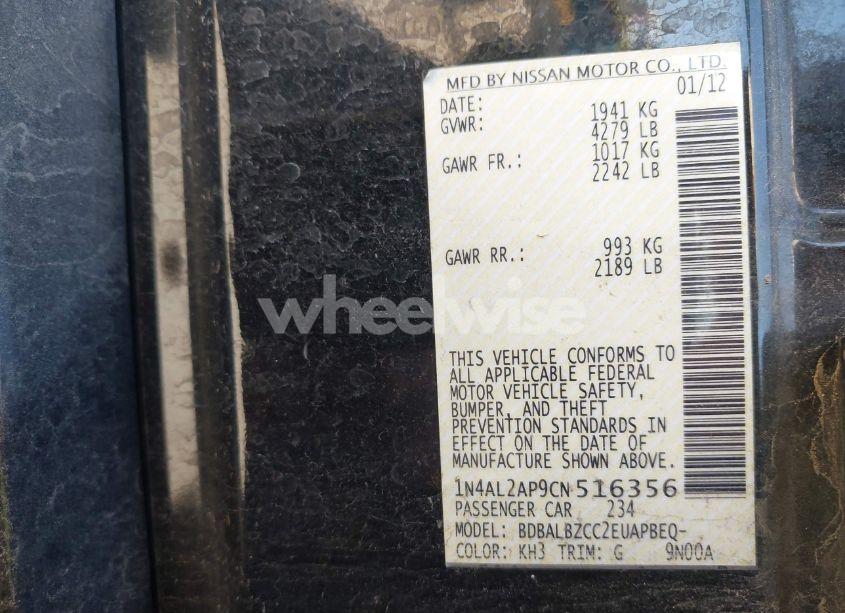 MFD BY NISSAN MOTOR CO., LTD.
DATE: 01/12
GVWR: 1941 KG
4279 LB
GAWR FR.: 1017 KG
2242 LB
GAWR RR.: 993 KG
2189 LB
wheelwise
THIS VEHICLE CONFORMS TO
ALL APPLICABLE FEDERAL
MOTOR VEHICLE SAFETY,
BUMPER, AND THEFT
PREVENTION STANDARDS IN
EFFECT ON THE DATE OF
MANUFACTURE SHOWN ABOVE.
1N4AL2AP9CN516356
PASSENGER CAR 234
MODEL: BDBALBZCC2EUAPBEQ-
COLOR: KH3 TRIM: G 9N00A